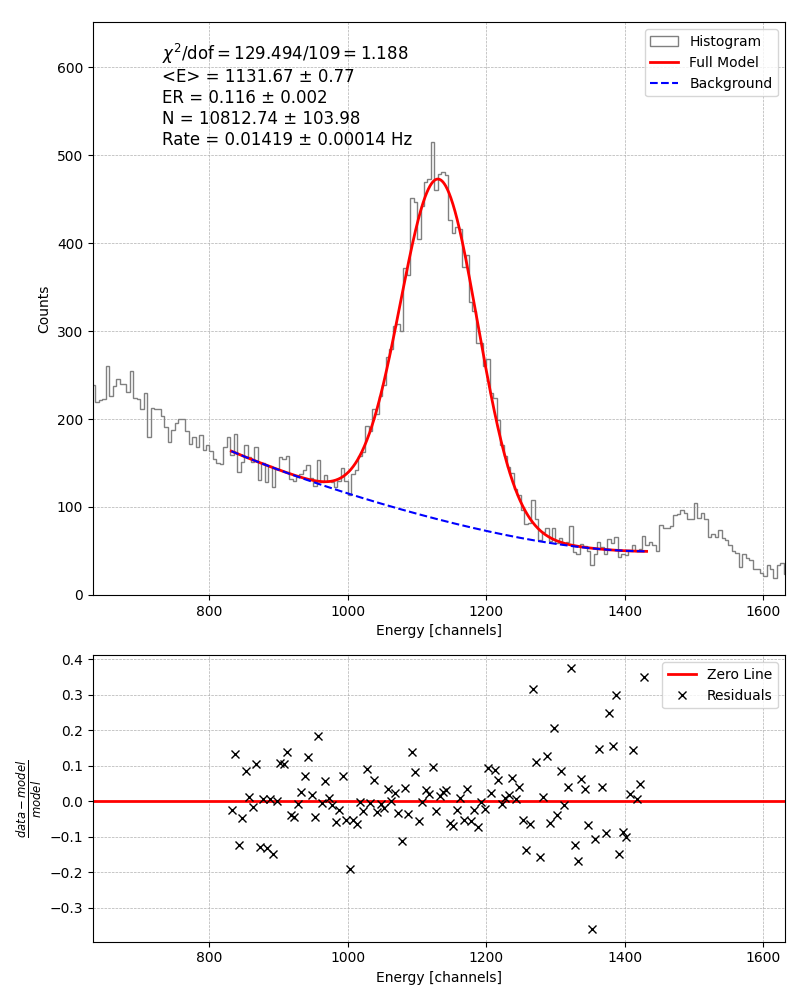 χ²/dof = 129.494/109 = 1.188
<E> = 1131.67 ± 0.77
ER = 0.116 ± 0.002
N = 10812.74 ± 103.98
Rate = 0.01419 ± 0.00014 Hz
Histogram
Full Model
Background
600
500
400
300
200
100
0
Counts
800 1000 1200 1400 1600
Energy [channels]
Zero Line
Residuals
0.4
0.3
0.2
0.1
0.0
−0.1
−0.2
−0.3
data − model
model
800 1000 1200 1400 1600
Energy [channels]